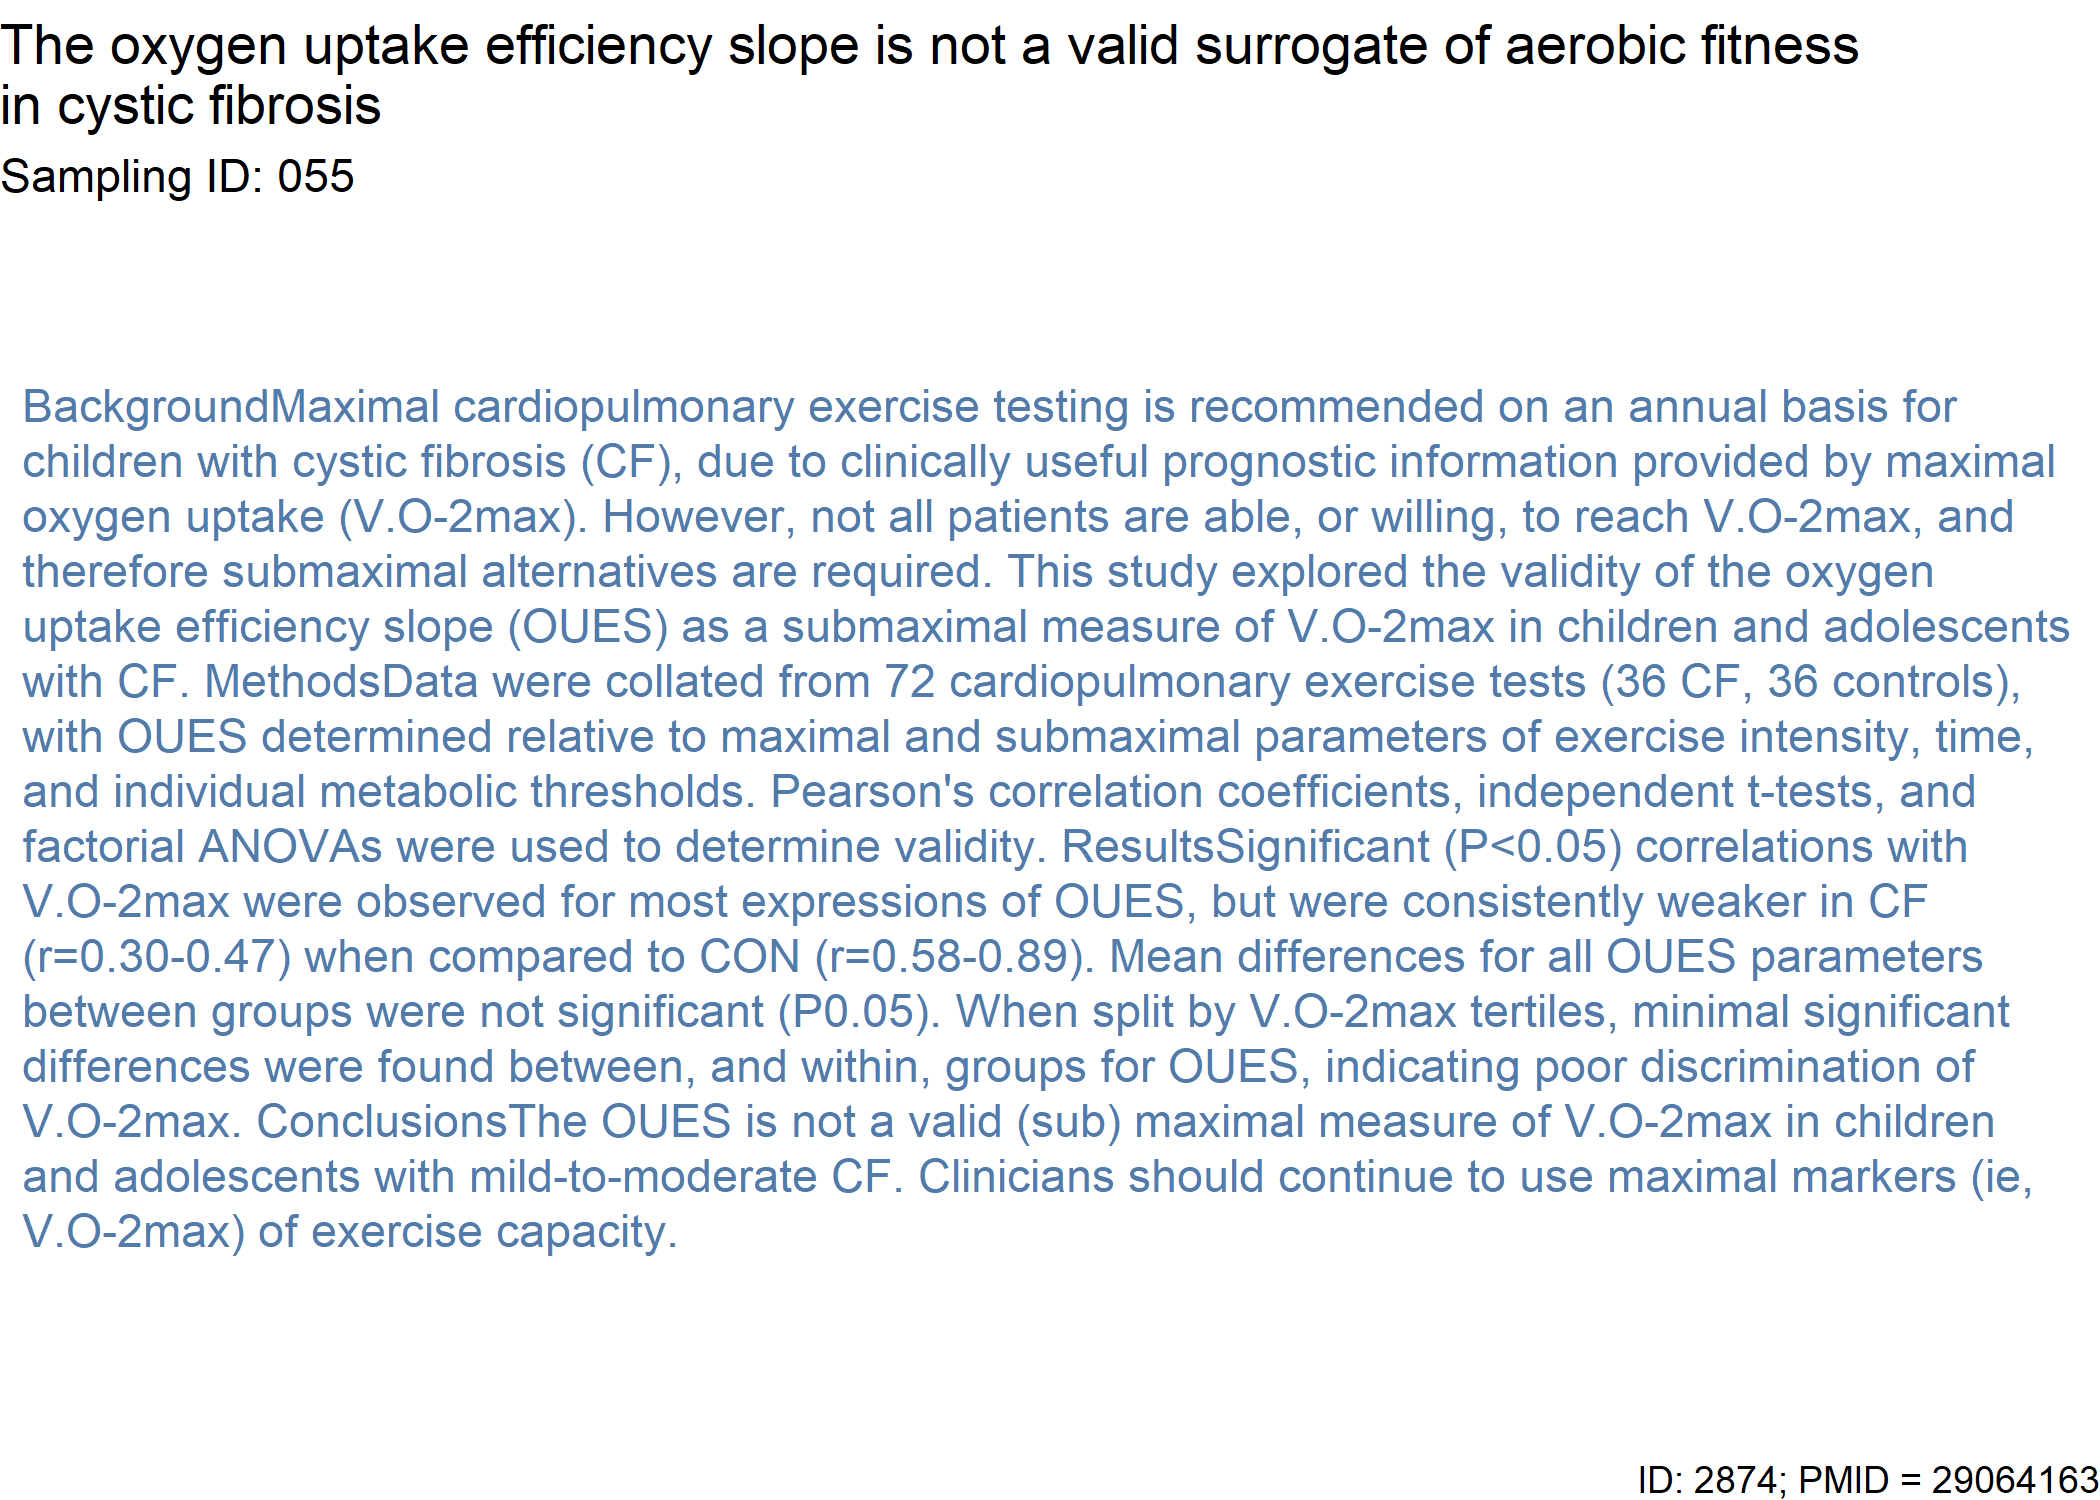 The oxygen uptake efficiency slope is not a valid surrogate of aerobic fitness
in cystic fibrosis
Sampling ID: 055
BackgroundMaximal cardiopulmonary exercise testing is recommended on an annual basis for
children with cystic fibrosis (CF), due to clinically useful prognostic information provided by maximal
oxygen uptake (V.O-2max). However, not all patients are able, or willing, to reach V.O-2max, and
therefore submaximal alternatives are required. This study explored the validity of the oxygen
uptake efficiency slope (OUES) as a submaximal measure of V.O-2max in children and adolescents
with CF. MethodsData were collated from 72 cardiopulmonary exercise tests (36 CF, 36 controls),
with OUES determined relative to maximal and submaximal parameters of exercise intensity, time,
and individual metabolic thresholds. Pearson's correlation coefficients, independent t-tests, and
factorial ANOVAs were used to determine validity. ResultsSignificant (P<0.05) correlations with
V.O-2max were observed for most expressions of OUES, but were consistently weaker in CF
(r=0.30-0.47) when compared to CON (r=0.58-0.89). Mean differences for all OUES parameters
between groups were not significant (P0.05). When split by V.O-2max tertiles, minimal significant
differences were found between, and within, groups for OUES, indicating poor discrimination of
V.O-2max. ConclusionsThe OUES is not a valid (sub) maximal measure of V.O-2max in children
and adolescents with mild-to-moderate CF. Clinicians should continue to use maximal markers (ie,
V.O-2max) of exercise capacity.
ID: 2874; PMID = 29064163